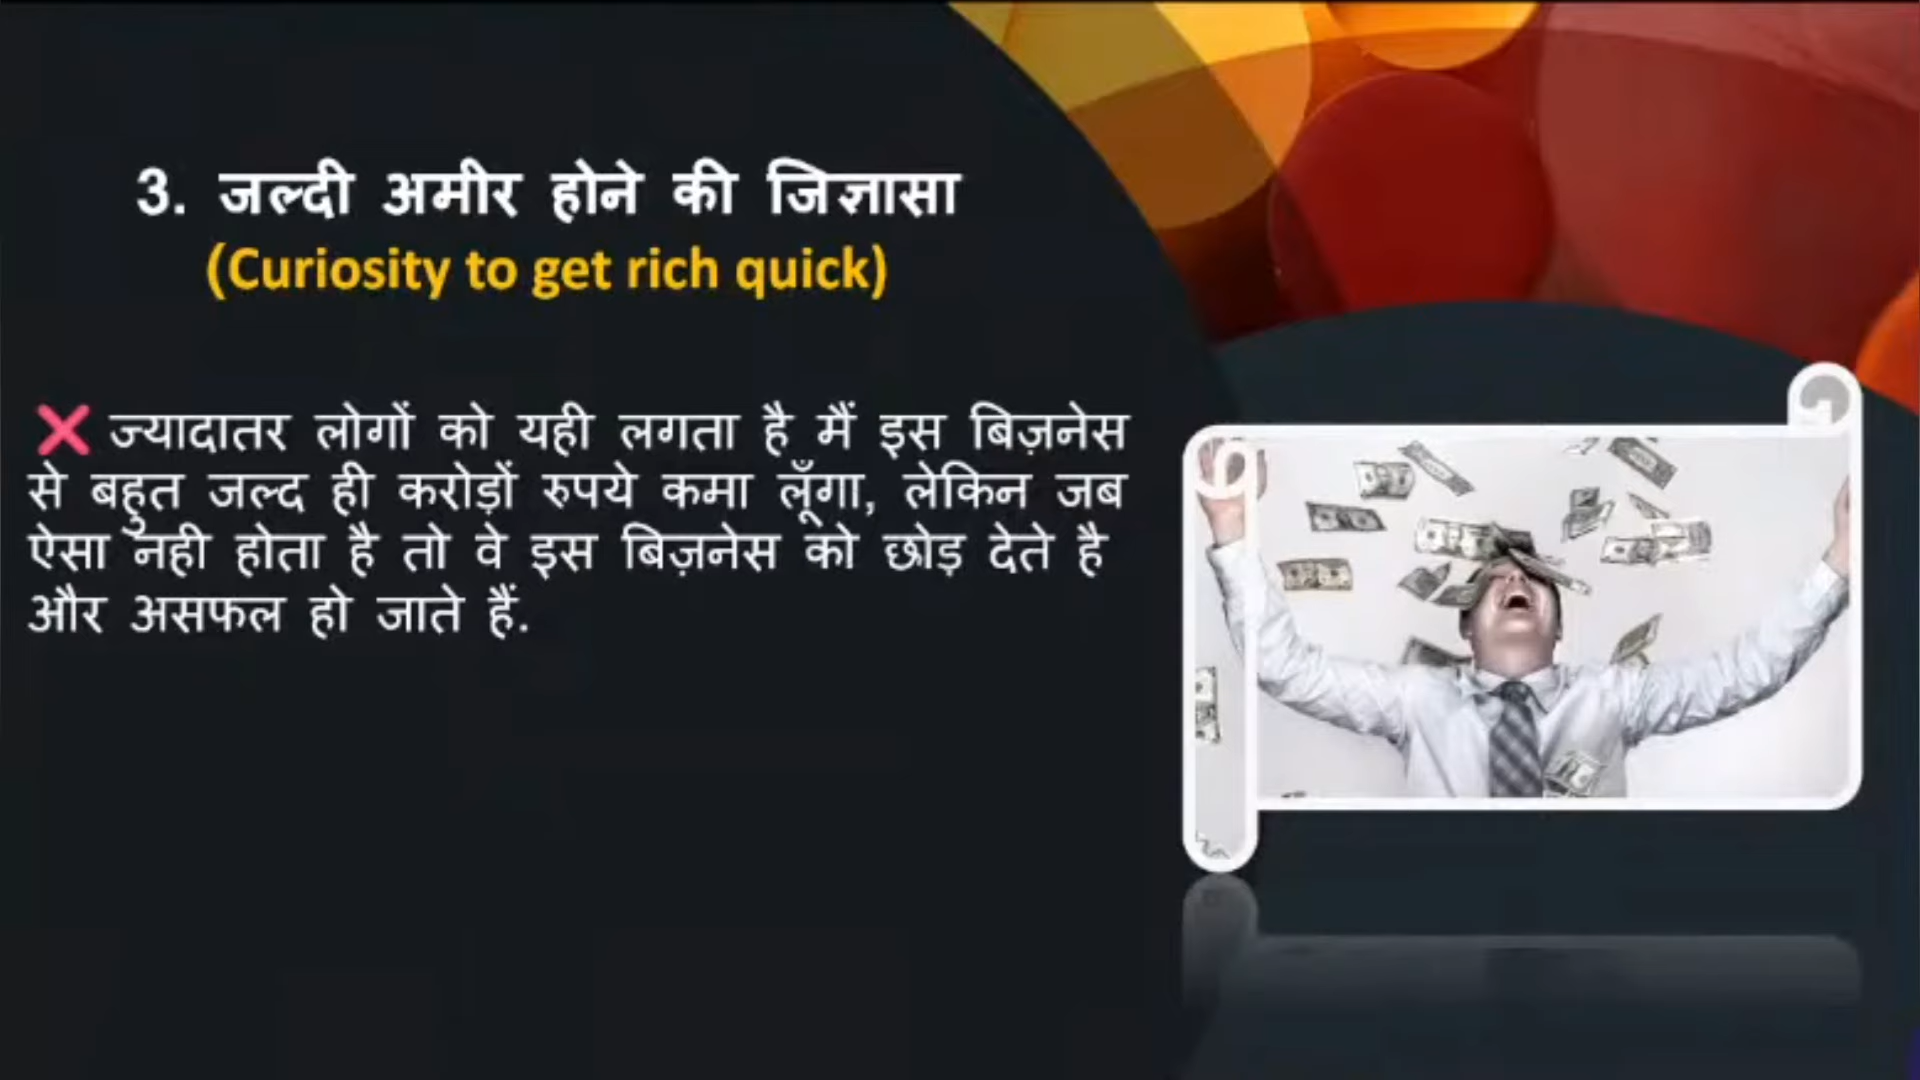 3. जल्दी अमीर होने की जिज्ञासा
(Curiosity to get rich quick)
❌ ज्यादातर लोगों को यही लगता है मैं इस बिज़नेस
से बहुत जल्द ही करोड़ों रुपये कमा लूँगा, लेकिन जब
ऐसा नही होता है तो वे इस बिज़नेस को छोड़ देते है
और असफल हो जाते हैं.